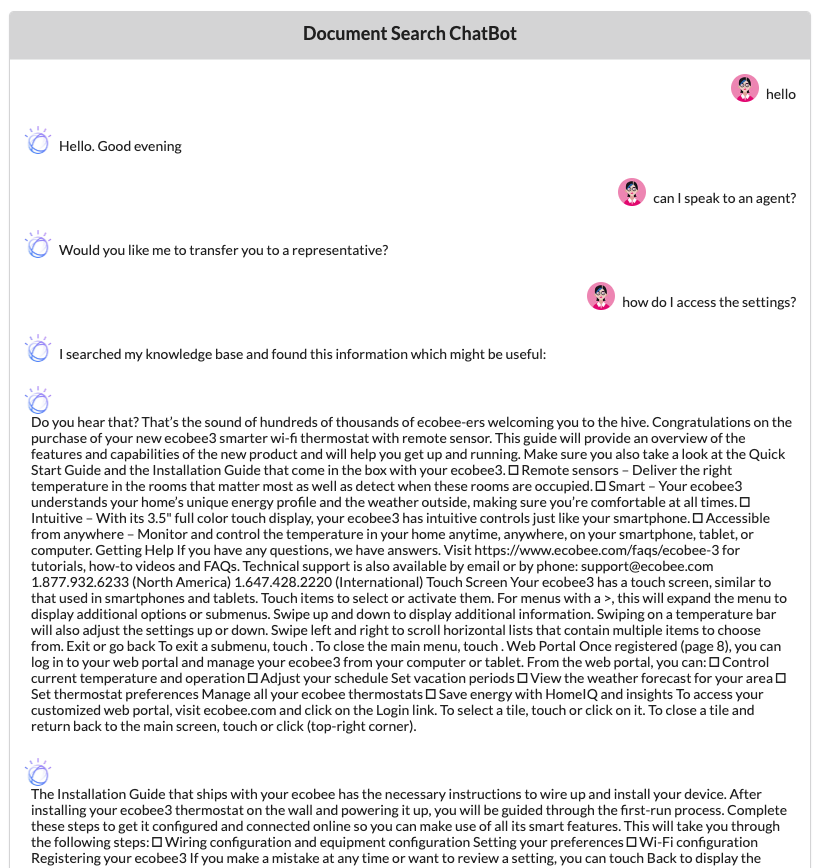 Document Search ChatBot
hello
Hello. Good evening
can I speak to an agent?
Would you like me to transfer you to a representative?
how do I access the settings?
I searched my knowledge base and found this information which might be useful:
Do you hear that? That's the sound of hundreds of thousands of ecobee-ers welcoming you to the hive. Congratulations on the
purchase of your new ecobee3 smarter wi-fi thermostat with remote sensor. This guide will provide an overview of the
features and capabilities of the new product and will help you get up and running. Make sure you also take a look at the Quick
Start Guide and the Installation Guide that come in the box with your ecobee3. ☐ Remote sensors – Deliver the right
temperature in the rooms that matter most as well as detect when these rooms are occupied. ☐ Smart – Your ecobee3
understands your home's unique energy profile and the weather outside, making sure you're comfortable at all times. ☐
Intuitive – With its 3.5" full color touch display, your ecobee3 has intuitive controls just like your smartphone. ☐ Accessible
from anywhere – Monitor and control the temperature in your home anytime, anywhere, on your smartphone, tablet, or
computer. Getting Help If you have any questions, we have answers. Visit https://www.ecobee.com/faqs/ecobee-3 for
tutorials, how-to videos and FAQs. Technical support is also available by email or by phone: support@ecobee.com
1.877.932.6233 (North America) 1.647.428.2220 (International) Touch Screen Your ecobee3 has a touch screen, similar to
that used in smartphones and tablets. Touch items to select or activate them. For menus with a >, this will expand the menu to
display additional options or submenus. Swipe up and down to display additional information. Swiping on a temperature bar
will also adjust the settings up or down. Swipe left and right to scroll horizontal lists that contain multiple items to choose
from. Exit or go back To exit a submenu, touch . To close the main menu, touch . Web Portal Once registered (page 8), you can
log in to your web portal and manage your ecobee3 from your computer or tablet. From the web portal, you can: ☐ Control
current temperature and operation ☐ Adjust your schedule Set vacation periods ☐ View the weather forecast for your area ☐
Set thermostat preferences Manage all your ecobee thermostats ☐ Save energy with HomeIQ and insights To access your
customized web portal, visit ecobee.com and click on the Login link. To select a tile, touch or click on it. To close a tile and
return back to the main screen, touch or click (top-right corner).
The Installation Guide that ships with your ecobee has the necessary instructions to wire up and install your device. After
installing your ecobee3 thermostat on the wall and powering it up, you will be guided through the first-run process. Complete
these steps to get it configured and connected online so you can make use of all its smart features. This will take you through
the following steps: ☐ Wiring configuration and equipment configuration Setting your preferences ☐ Wi-Fi configuration
Registering your ecobee3 If you make a mistake at any time or want to review a setting, you can touch Back to display the